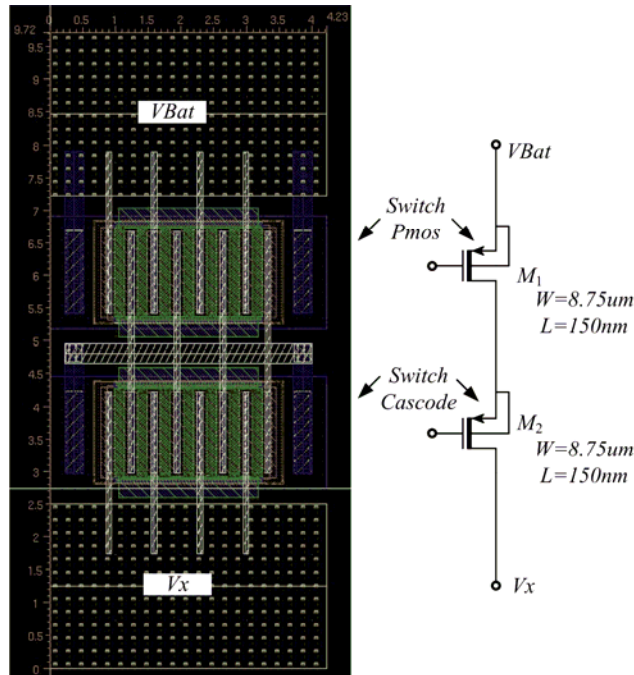 0 0.5 1 1.5 2 2.5 3 3.5 4 4.23
9.72
9.5
9
8.5
8
7.5
7
6.5
6
5.5
5
4.5
4
3.5
3
2.5
2
1.5
1
0.5
0
VBat
Vx
VBat
Switch
Pmos
M1
W=8.75um
L=150nm
Switch
Cascode
M2
W=8.75um
L=150nm
Vx